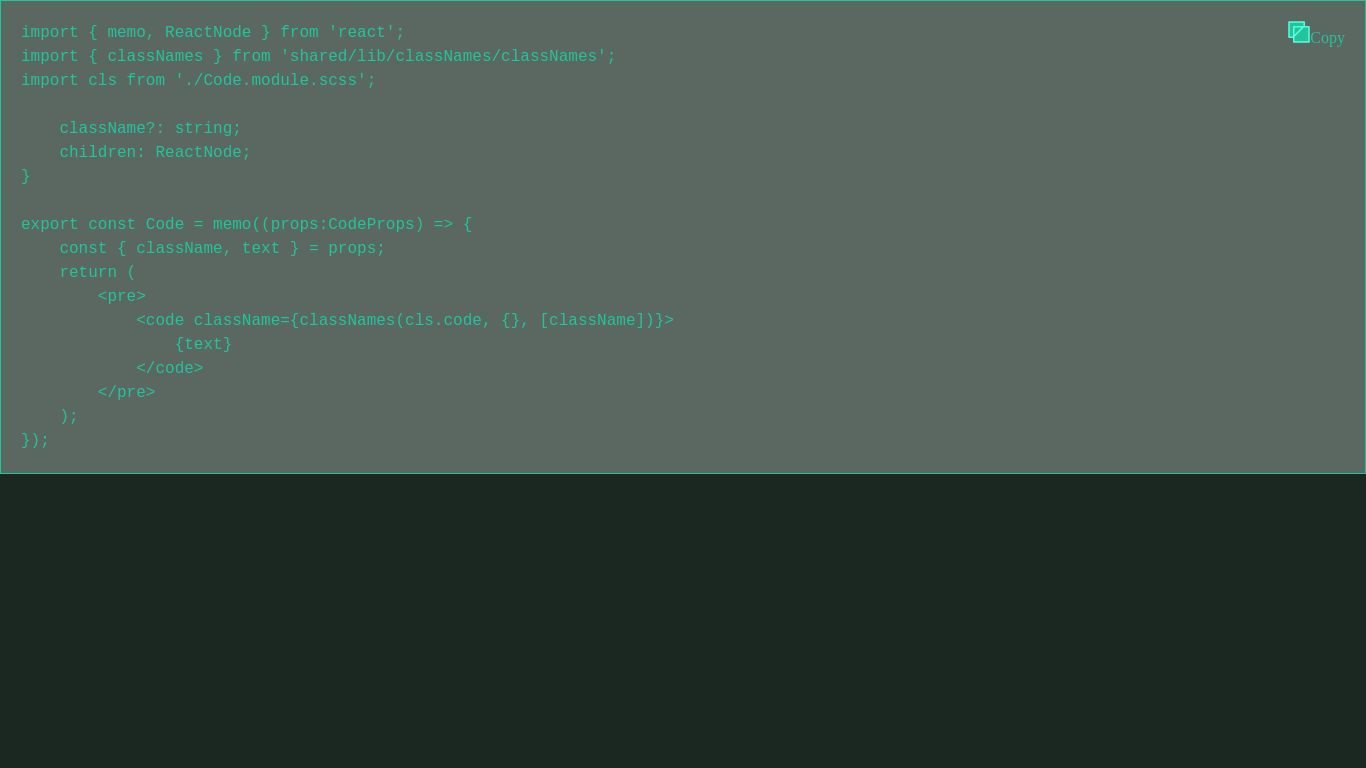 import { memo, ReactNode } from 'react';
Copy
import { classNames } from 'shared/lib/classNames/classNames';
import cls from './Code.module.scss';

    className?: string;
    children: ReactNode;
}

export const Code = memo((props:CodeProps) => {
    const { className, text } = props;
    return (
        <pre>
            <code className={classNames(cls.code, {}, [className])}>
                {text}
            </code>
        </pre>
    );
});